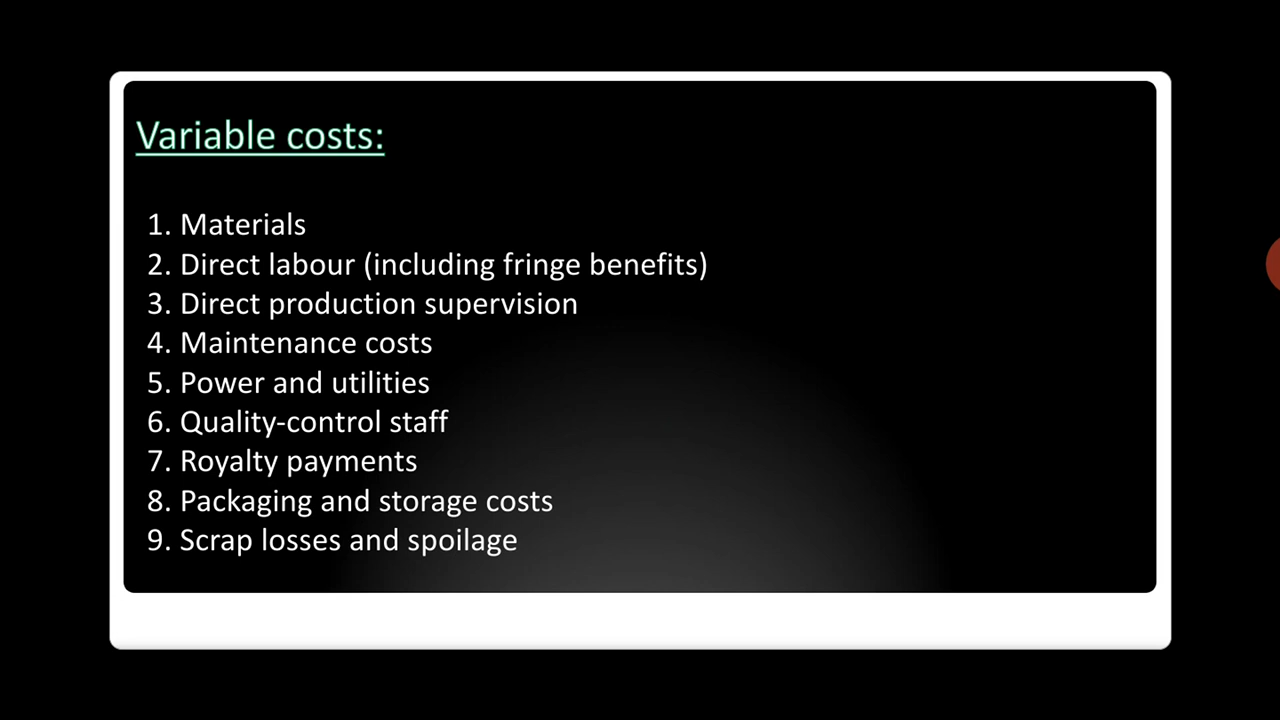 Variable costs:
1. Materials
2. Direct labour (including fringe benefits)
3. Direct production supervision
4. Maintenance costs
5. Power and utilities
6. Quality-control staff
7. Royalty payments
8. Packaging and storage costs
9. Scrap losses and spoilage